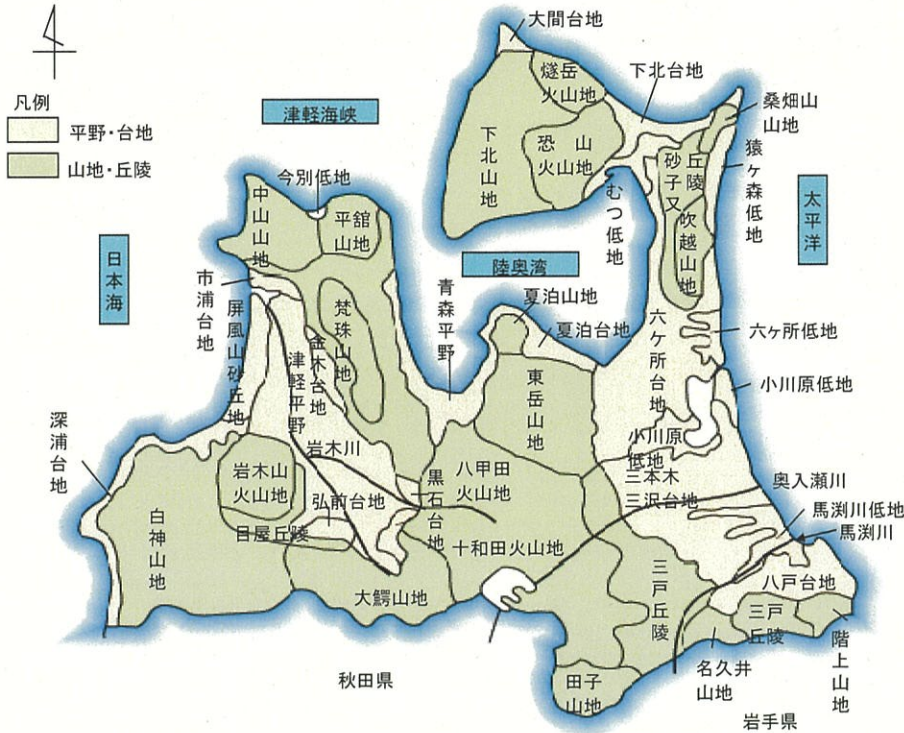 大間台地
燧岳
火山地
下北台地
桑畑山
山地
凡例
平野・台地
山地・丘陵
津軽海峡
下北山地
恐山
火山地
砂子又
丘陵
猿ヶ森低地
太平洋
今別低地
中山山地
平舘
山地
むつ低地
吹越山地
日本海
陸奥湾
市浦台地
屏風山砂丘地
青森平野
夏泊山地
夏泊台地
六ケ所台地
六ヶ所低地
梵珠山地
金木台地
津軽平野
東岳山地
小川原低地
深浦台地
岩木川
小川原
低地
岩木山
火山地
弘前台地
黒石台地
八甲田
火山地
三本木
三沢台地
奥入瀬川
馬渕川低地
馬渕川
白神山地
目屋丘陵
十和田火山地
大鰐山地
三戸丘陵
八戸台地
三戸
丘陵
階上山地
名久井
山地
田子
山地
秋田県
岩手県